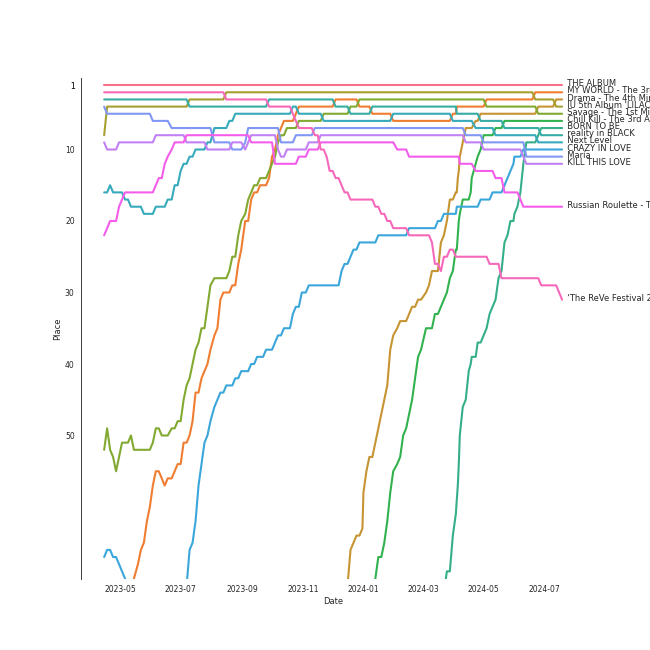 1
10
20
30
40
50
Place
2023-05
2023-07
2023-09
2023-11
2024-01
2024-03
2024-05
2024-07
Date
THE ALBUM
MY WORLD - The 3r
Drama - The 4th Mi
IU 5th Album 'LILAC
Savage - The 1st Mi
Chill Kill - The 3rd A
BORN TO BE
reality in BLACK
Next Level
CRAZY IN LOVE
Maria
KILL THIS LOVE
Russian Roulette - T
'The ReVe Festival 2